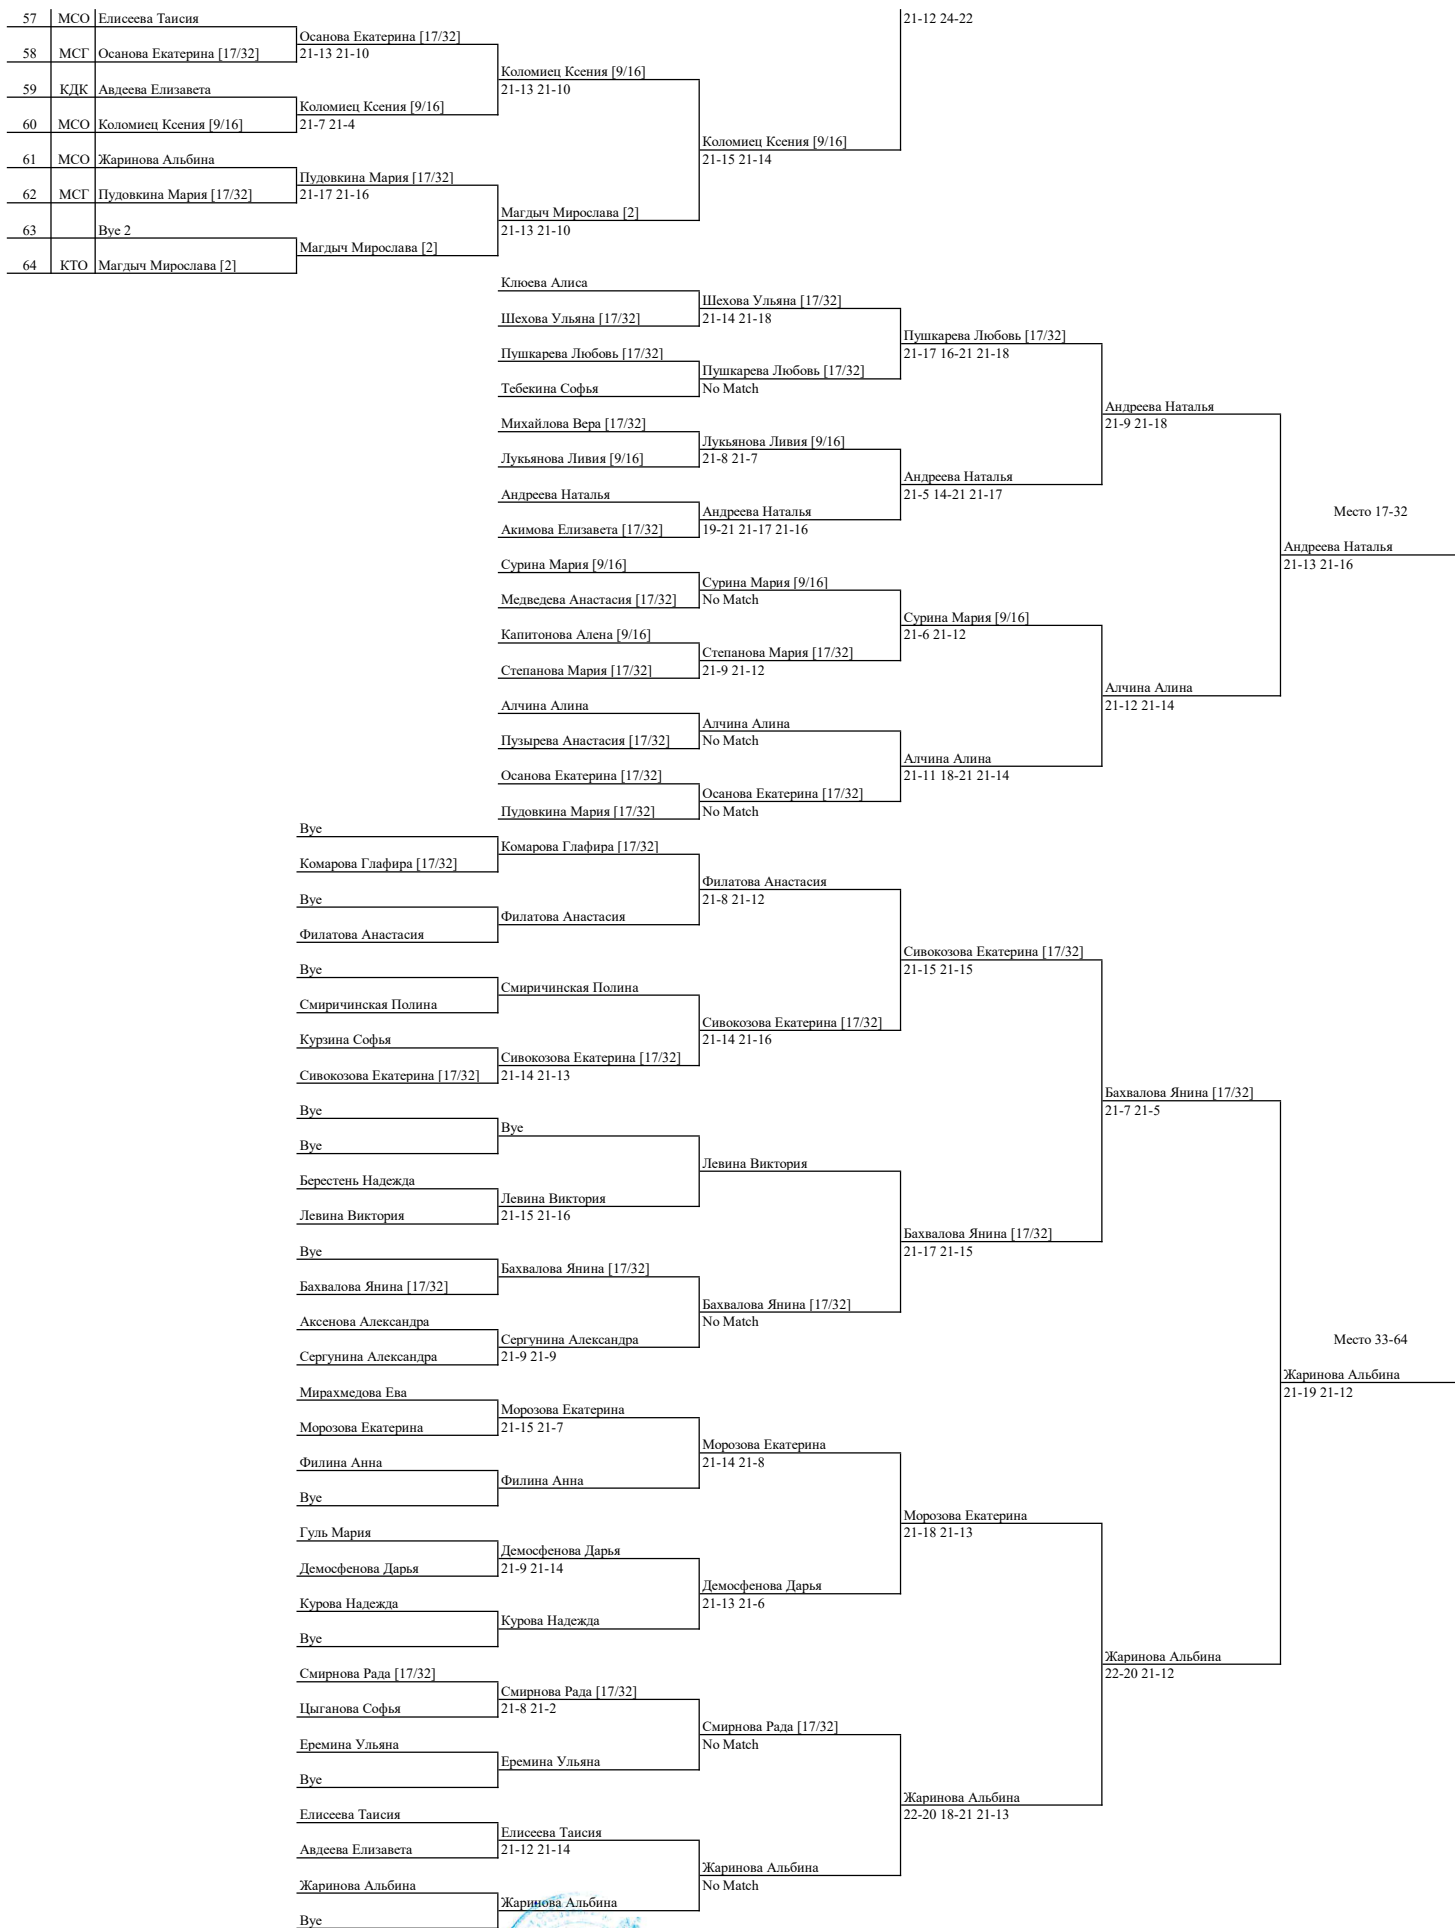 57 МСО Елисеева Таисия
21-12 24-22
Осанова Екатерина [17/32]
58 МСГ Осанова Екатерина [17/32] 21-13 21-10
Коломиец Ксения [9/16]
59 КДК Авдеева Елизавета 21-13 21-10
Коломиец Ксения [9/16]
60 МСО Коломиец Ксения [9/16] 21-7 21-4
Коломиец Ксения [9/16]
61 МСО Жаринова Альбина 21-15 21-14
Пудовкина Мария [17/32]
62 МСГ Пудовкина Мария [17/32] 21-17 21-16
Магдыч Мирослава [2]
63 Bye 2 21-13 21-10
Магдыч Мирослава [2]
64 КТО Магдыч Мирослава [2]
Клюева Алиса
Шехова Ульяна [17/32]
Шехова Ульяна [17/32] 21-14 21-18
Пушкарева Любовь [17/32]
Пушкарева Любовь [17/32] 21-17 16-21 21-18
Пушкарева Любовь [17/32]
Тебекина Софья No Match
Андреева Наталья
Михайлова Вера [17/32] 21-9 21-18
Лукьянова Ливия [9/16]
Лукьянова Ливия [9/16] 21-8 21-7
Андреева Наталья
Андреева Наталья 21-5 14-21 21-17
Андреева Наталья Место 17-32
Акимова Елизавета [17/32] 19-21 21-17 21-16
Андреева Наталья
Сурина Мария [9/16] 21-13 21-16
Сурина Мария [9/16]
Медведева Анастасия [17/32] No Match
Сурина Мария [9/16]
Капитонова Алена [9/16] 21-6 21-12
Степанова Мария [17/32]
Степанова Мария [17/32] 21-9 21-12
Алчина Алина
Алчина Алина 21-12 21-14
Алчина Алина
Пузырева Анастасия [17/32] No Match
Алчина Алина
Осанова Екатерина [17/32] 21-11 18-21 21-14
Осанова Екатерина [17/32]
Пудовкина Мария [17/32] No Match
Bye
Комарова Глафира [17/32]
Комарова Глафира [17/32]
Филатова Анастасия
Bye 21-8 21-12
Филатова Анастасия
Филатова Анастасия
Сивокозова Екатерина [17/32]
Bye 21-15 21-15
Смиричинская Полина
Смиричинская Полина
Сивокозова Екатерина [17/32]
Курзина Софья 21-14 21-16
Сивокозова Екатерина [17/32]
Сивокозова Екатерина [17/32] 21-14 21-13
Бахвалова Янина [17/32]
Bye 21-7 21-5
Bye
Bye
Левина Виктория
Берестень Надежда
Левина Виктория
Левина Виктория 21-15 21-16
Бахвалова Янина [17/32]
Bye 21-17 21-15
Бахвалова Янина [17/32]
Бахвалова Янина [17/32]
Бахвалова Янина [17/32]
Аксенова Александра No Match
Сергунина Александра Место 33-64
Сергунина Александра 21-9 21-9
Жаринова Альбина
Мирахмедова Ева 21-19 21-12
Морозова Екатерина
Морозова Екатерина 21-15 21-7
Морозова Екатерина
Филина Анна 21-14 21-8
Филина Анна
Bye
Морозова Екатерина
Гуль Мария 21-18 21-13
Демосфенова Дарья
Демосфенова Дарья 21-9 21-14
Демосфенова Дарья
Курова Надежда 21-13 21-6
Курова Надежда
Bye
Жаринова Альбина
Смирнова Рада [17/32] 22-20 21-12
Смирнова Рада [17/32]
Цыганова Софья 21-8 21-2
Смирнова Рада [17/32]
Еремина Ульяна No Match
Еремина Ульяна
Bye
Жаринова Альбина
Елисеева Таисия 22-20 18-21 21-13
Елисеева Таисия
Авдеева Елизавета 21-12 21-14
Жаринова Альбина
Жаринова Альбина No Match
Жаринова Альбина
Bye